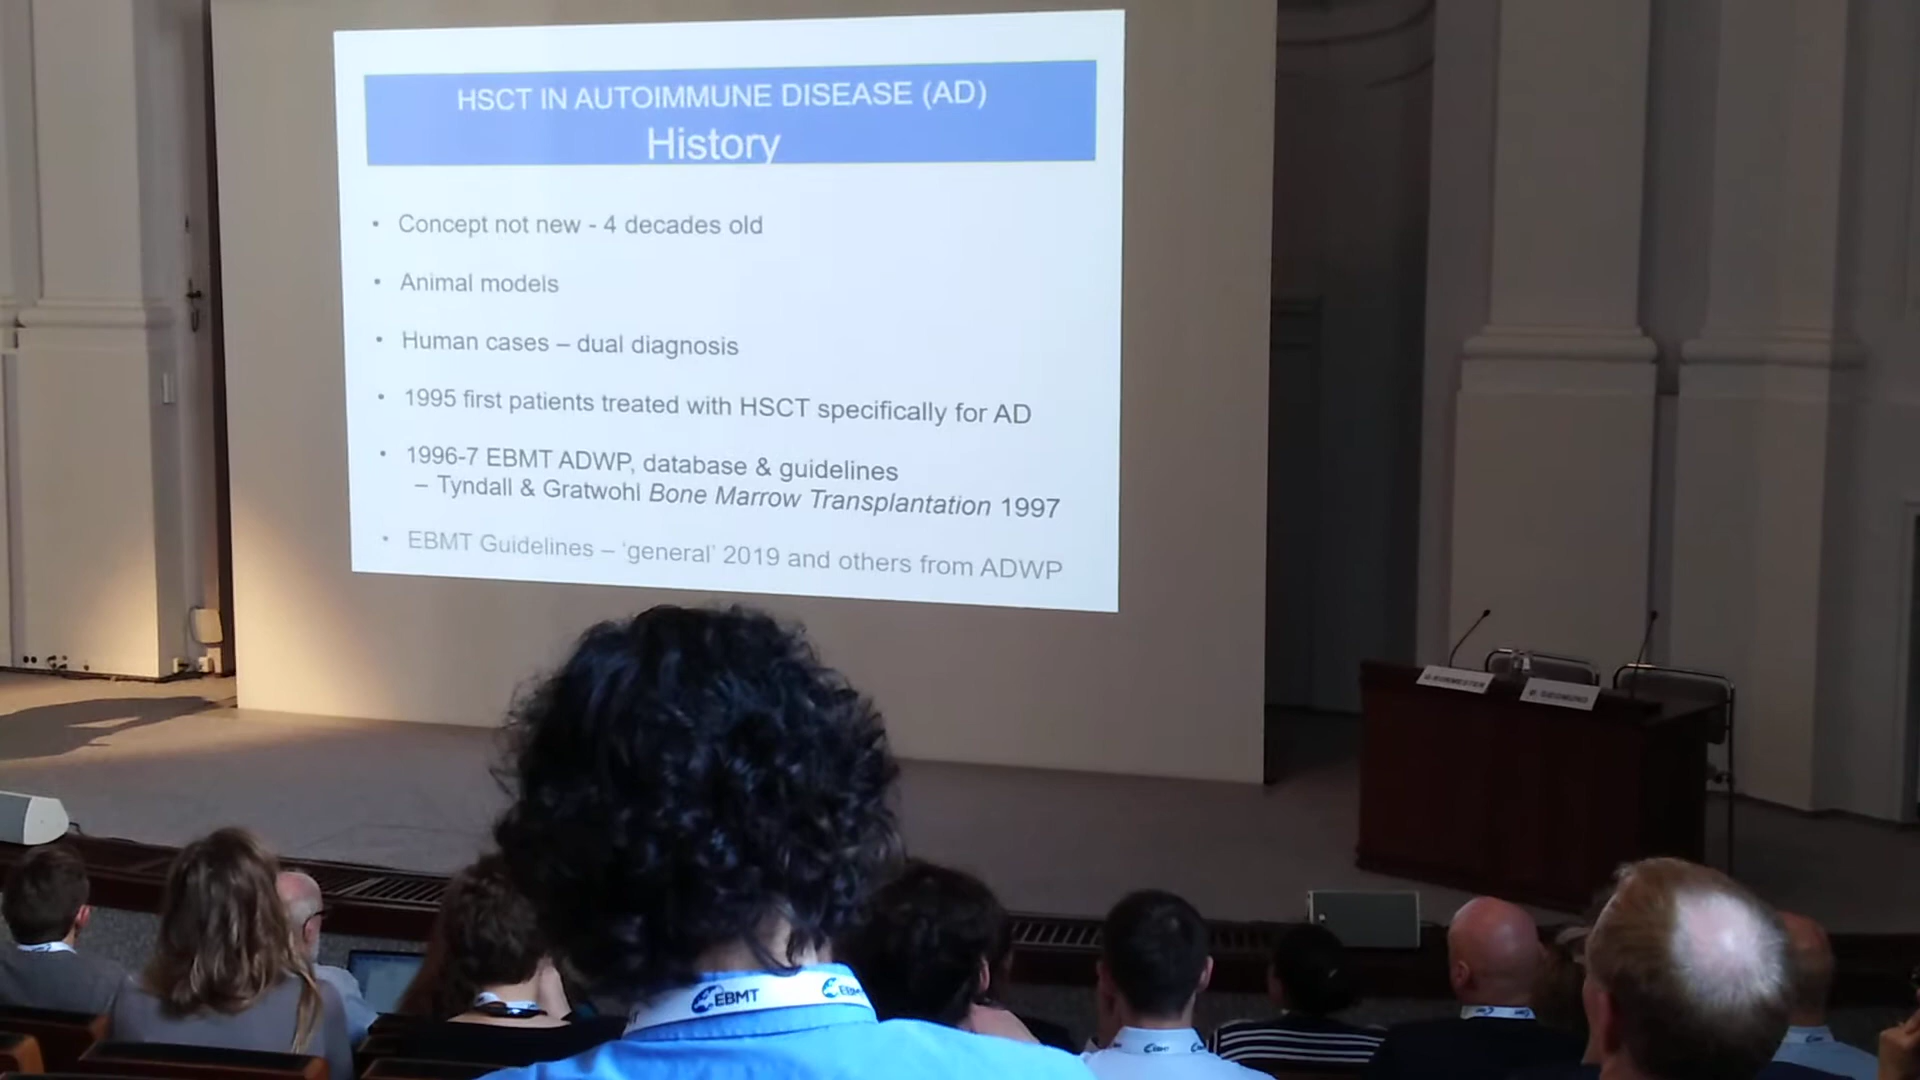 HSCT IN AUTOIMMUNE DISEASE (AD)
History
• Concept not new - 4 decades old
• Animal models
• Human cases – dual diagnosis
• 1995 first patients treated with HSCT specifically for AD
• 1996-7 EBMT ADWP, database & guidelines
– Tyndall & Gratwohl Bone Marrow Transplantation 1997
• EBMT Guidelines – ‘general’ 2019 and others from ADWP
EBMT